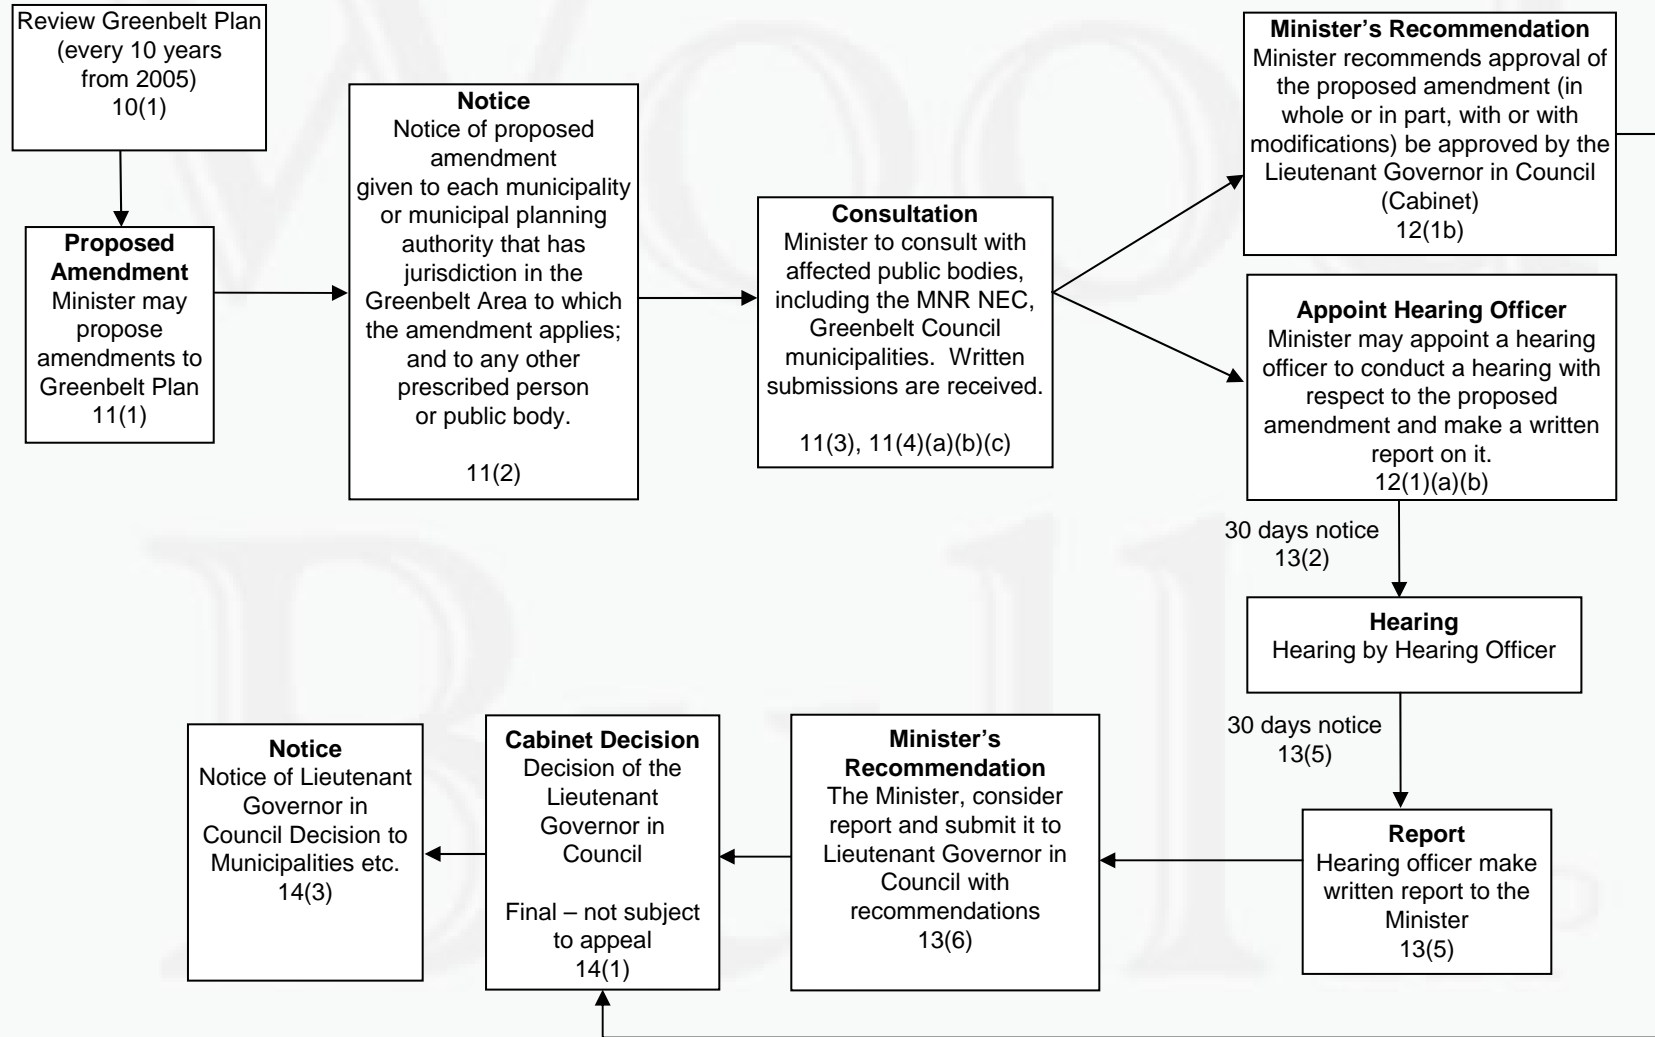 Review Greenbelt Plan
(every 10 years
from 2005)
10(1)
Proposed
Amendment
Minister may
propose
amendments to
Greenbelt Plan
11(1)
Notice
Notice of proposed
amendment
given to each municipality
or municipal planning
authority that has
jurisdiction in the
Greenbelt Area to which
the amendment applies;
and to any other
prescribed person
or public body.
11(2)
Consultation
Minister to consult with
affected public bodies,
including the MNR NEC,
Greenbelt Council
municipalities.  Written
submissions are received.
11(3), 11(4)(a)(b)(c)
Minister's Recommendation
Minister recommends approval of
the proposed amendment (in
whole or in part, with or with
modifications) be approved by the
Lieutenant Governor in Council
(Cabinet)
12(1b)
Appoint Hearing Officer
Minister may appoint a hearing
officer to conduct a hearing with
respect to the proposed
amendment and make a written
report on it.
12(1)(a)(b)
30 days notice
13(2)
Hearing
Hearing by Hearing Officer
30 days notice
13(5)
Report
Hearing officer make
written report to the
Minister
13(5)
Minister's
Recommendation
The Minister, consider
report and submit it to
Lieutenant Governor in
Council with
recommendations
13(6)
Cabinet Decision
Decision of the
Lieutenant
Governor in
Council
Final – not subject
to appeal
14(1)
Notice
Notice of Lieutenant
Governor in
Council Decision to
Municipalities etc.
14(3)